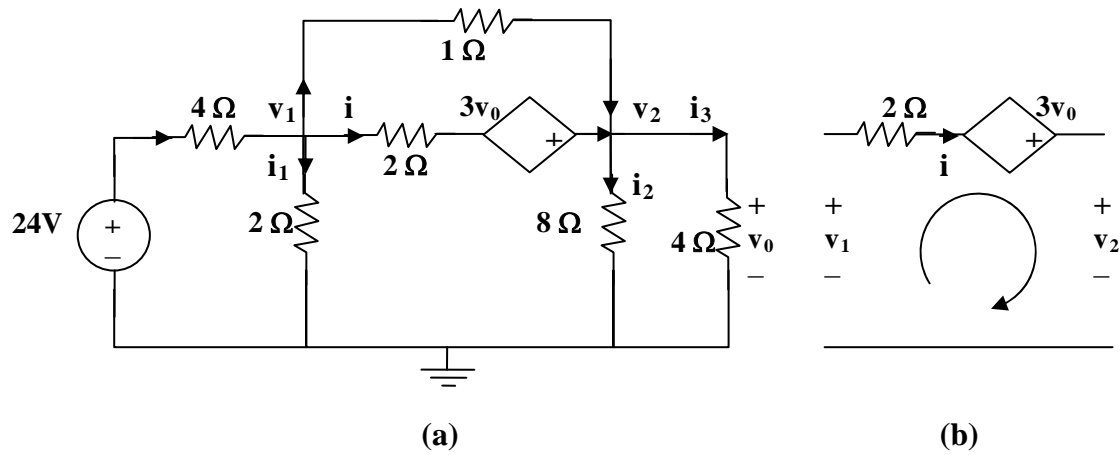 1 Ω
4 Ω v₁ i 3v₀ + v₂ i₃
2 Ω
i₁ i₂
24V + − 2 Ω 8 Ω 4 Ω + v₀ −
(a)
2 Ω 3v₀
i +
+ v₁ − + v₂ −
(b)